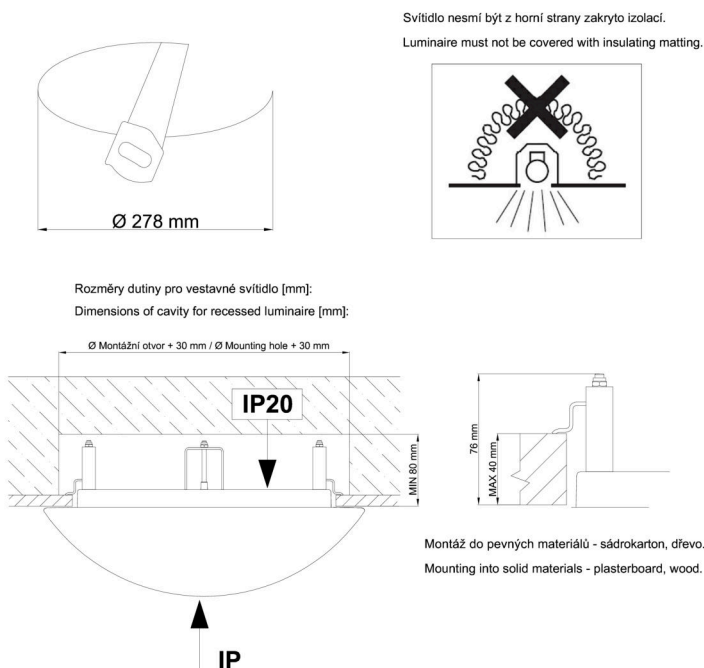 Svítidlo nesmí být z horní strany zakryto izolací.
Luminaire must not be covered with insulating matting.
Ø 278 mm
Rozměry dutiny pro vestavné svítidlo [mm]:
Dimensions of cavity for recessed luminaire [mm]:
Ø Montážní otvor + 30 mm / Ø Mounting hole + 30 mm
IP20
MIN 80 mm
76 mm
MAX 40 mm
Montáž do pevných materiálů - sádrokarton, dřevo.
Mounting into solid materials - plasterboard, wood.
IP